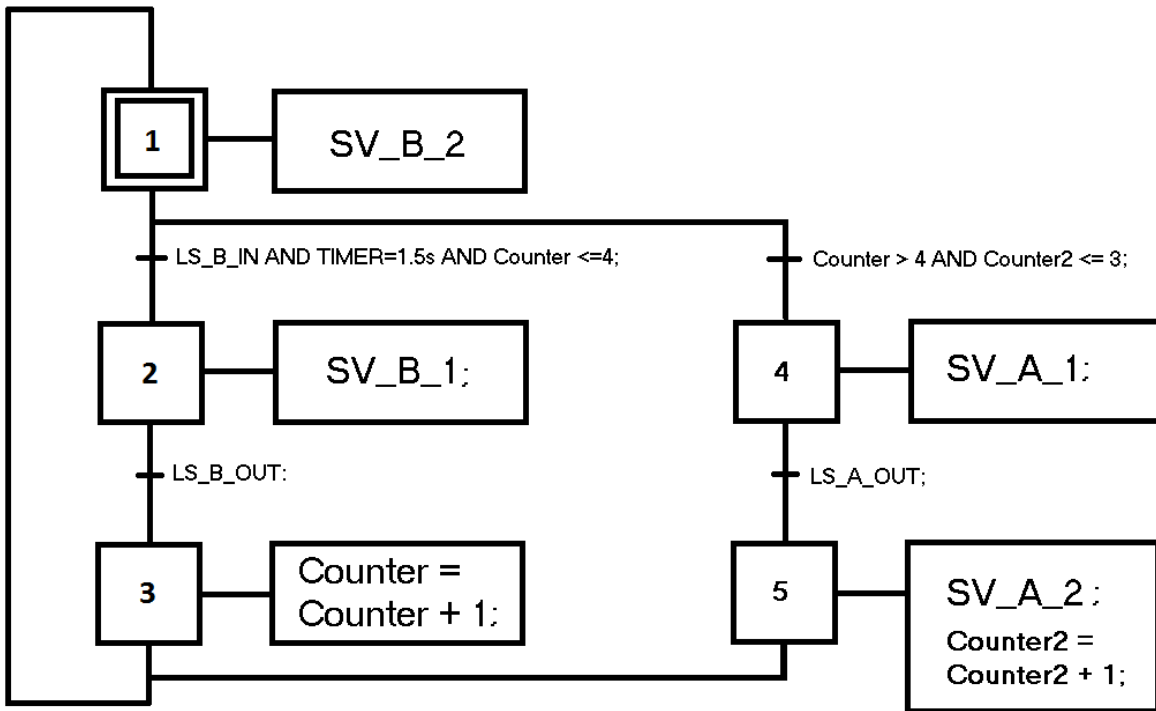 1
SV_B_2
LS_B_IN AND TIMER=1.5s AND Counter <=4;
Counter > 4 AND Counter2 <= 3;
2
SV_B_1;
4
SV_A_1;
LS_B_OUT:
LS_A_OUT;
3
Counter =
Counter + 1;
5
SV_A_2 ;
Counter2 =
Counter2 + 1;